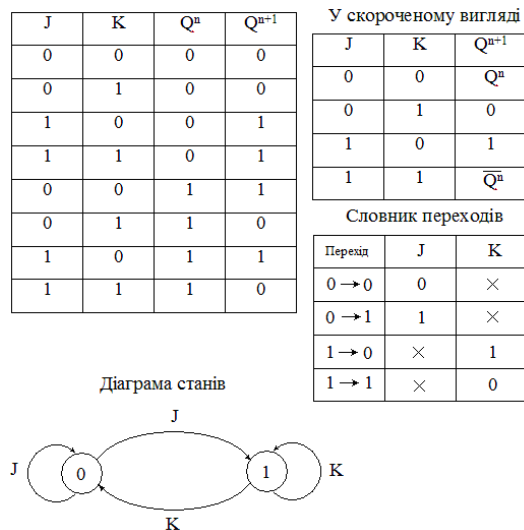 J K Qⁿ Qⁿ⁺¹
0 0 0 0
0 1 0 0
1 0 0 1
1 1 0 1
0 0 1 1
0 1 1 0
1 0 1 1
1 1 1 0
У скороченому вигляді
J K Qⁿ⁺¹
0 0 Qⁿ
0 1 0
1 0 1
1 1 Q̅ⁿ
Словник переходів
Перехід J K
0→0 0 ×
0→1 1 ×
1→0 × 1
1→1 × 0
Діаграма станів
J
J 0 1 K
K